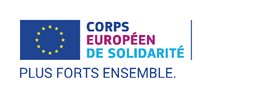 CORPS
EUROPÉEN
DE SOLIDARITÉ
PLUS FORTS ENSEMBLE.